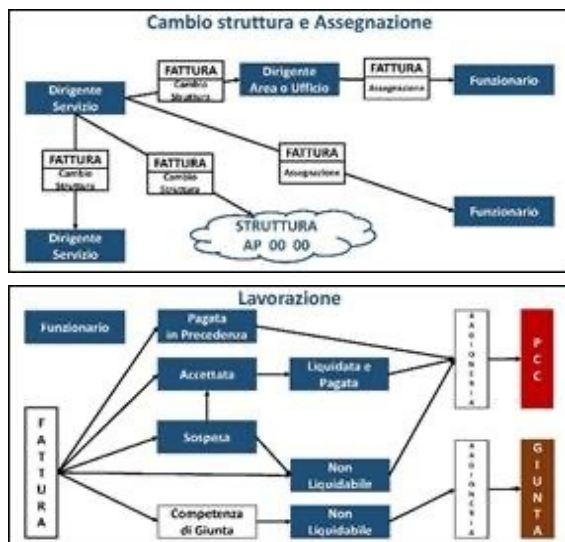 Cambio struttura e Assegnazione
FATTURA
Cambio
Struttura
Dirigente
Area o Ufficio
FATTURA
Assegnazione
Funzionario
Dirigente
Servizio
FATTURA
Cambio
Struttura
FATTURA
Cambio
Struttura
FATTURA
Assegnazione
Funzionario
Dirigente
Servizio
STRUTTURA
AP 00 00
Lavorazione
Funzionario
Pagata
in Precedenza
Accettata
Liquidata e
Pagata
Sospesa
Non
Liquidabile
Competenza
di Giunta
Non
Liquidabile
FATTURA
RAGIONERIA
PCC
RAGIONERIA
GIUNTA